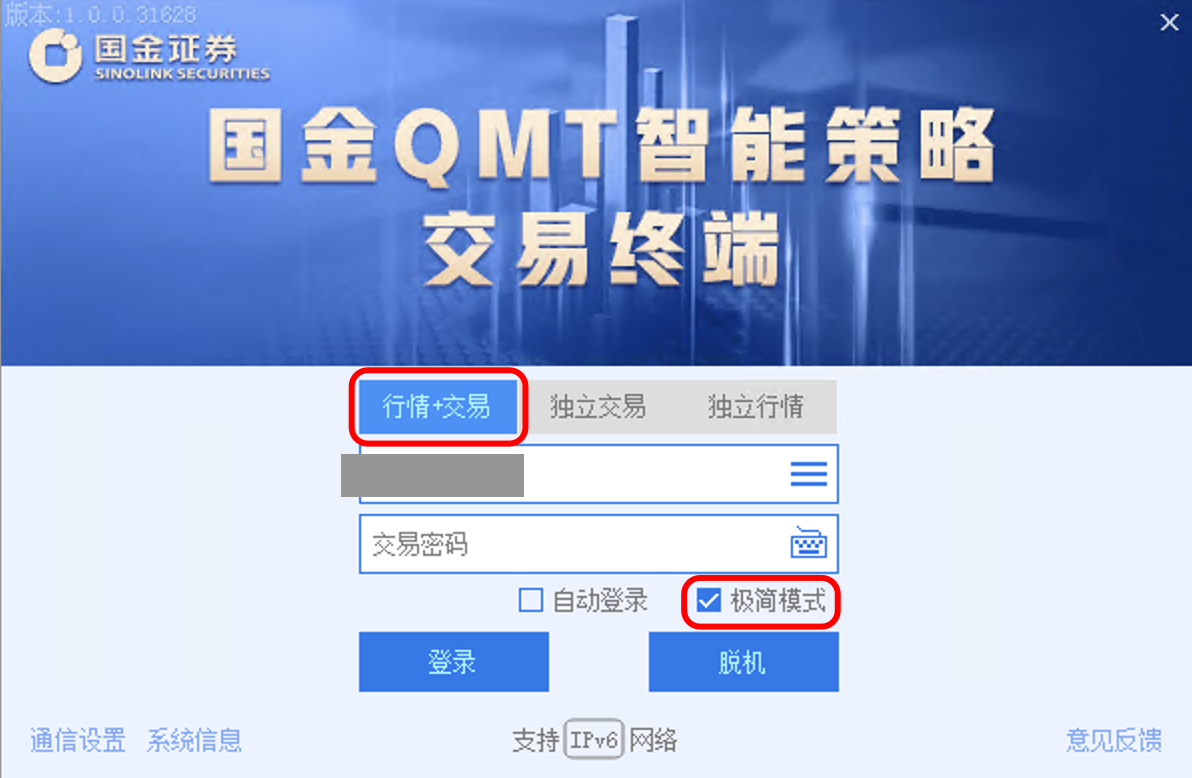 版本:1.0.0.31628
国金证券
SINOLINK SECURITIES
国金QMT智能策略
交易终端
行情+交易 独立交易 独立行情
交易密码
自动登录 极简模式
登录 脱机
通信设置 系统信息 支持 IPv6 网络 意见反馈